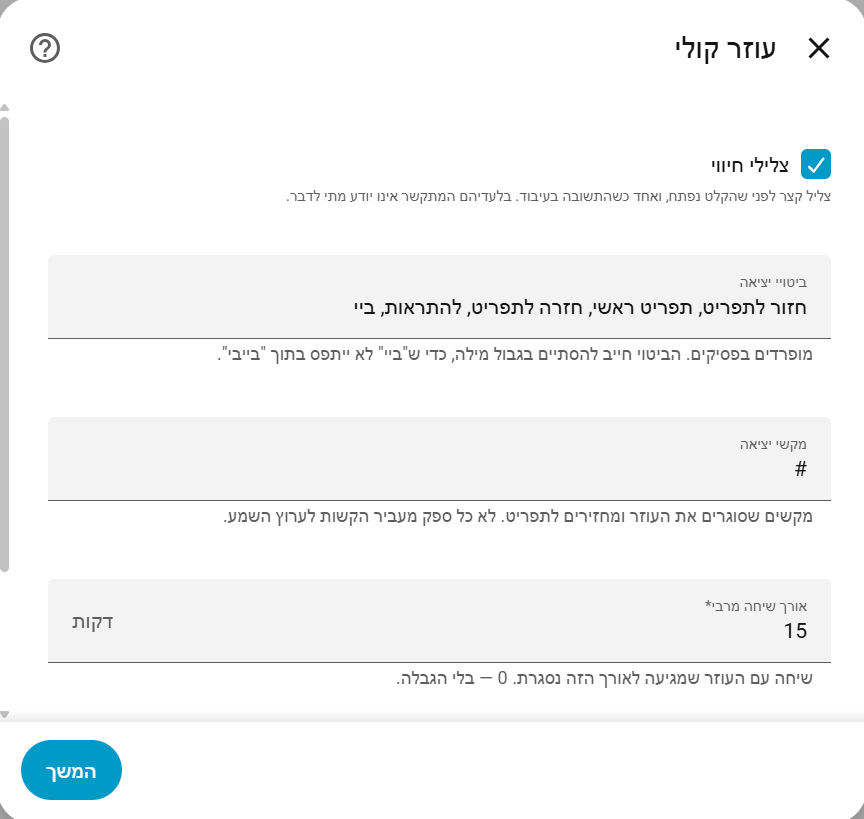 עוזר קולי
צלילי חיווי
צליל קצר לפני שהקלט נפתח, ואחד כשהתשובה בעיבוד. בלעדיהם המתקשר אינו יודע מתי לדבר.
ביטויי יציאה
חזור לתפריט, תפריט ראשי, חזרה לתפריט, להתראות, ביי
מופרדים בפסיקים. הביטוי חייב להסתיים בגבול מילה, כדי ש"ביי" לא ייתפס בתוך "בייבי".
מקשי יציאה
#
מקשים שסוגרים את העוזר ומחזירים לתפריט. לא כל ספק מעביר הקשות לערוץ השמע.
אורך שיחה מרבי*
15
דקות
שיחה עם העוזר שמגיעה לאורך הזה נסגרת. 0 — בלי הגבלה.
המשך